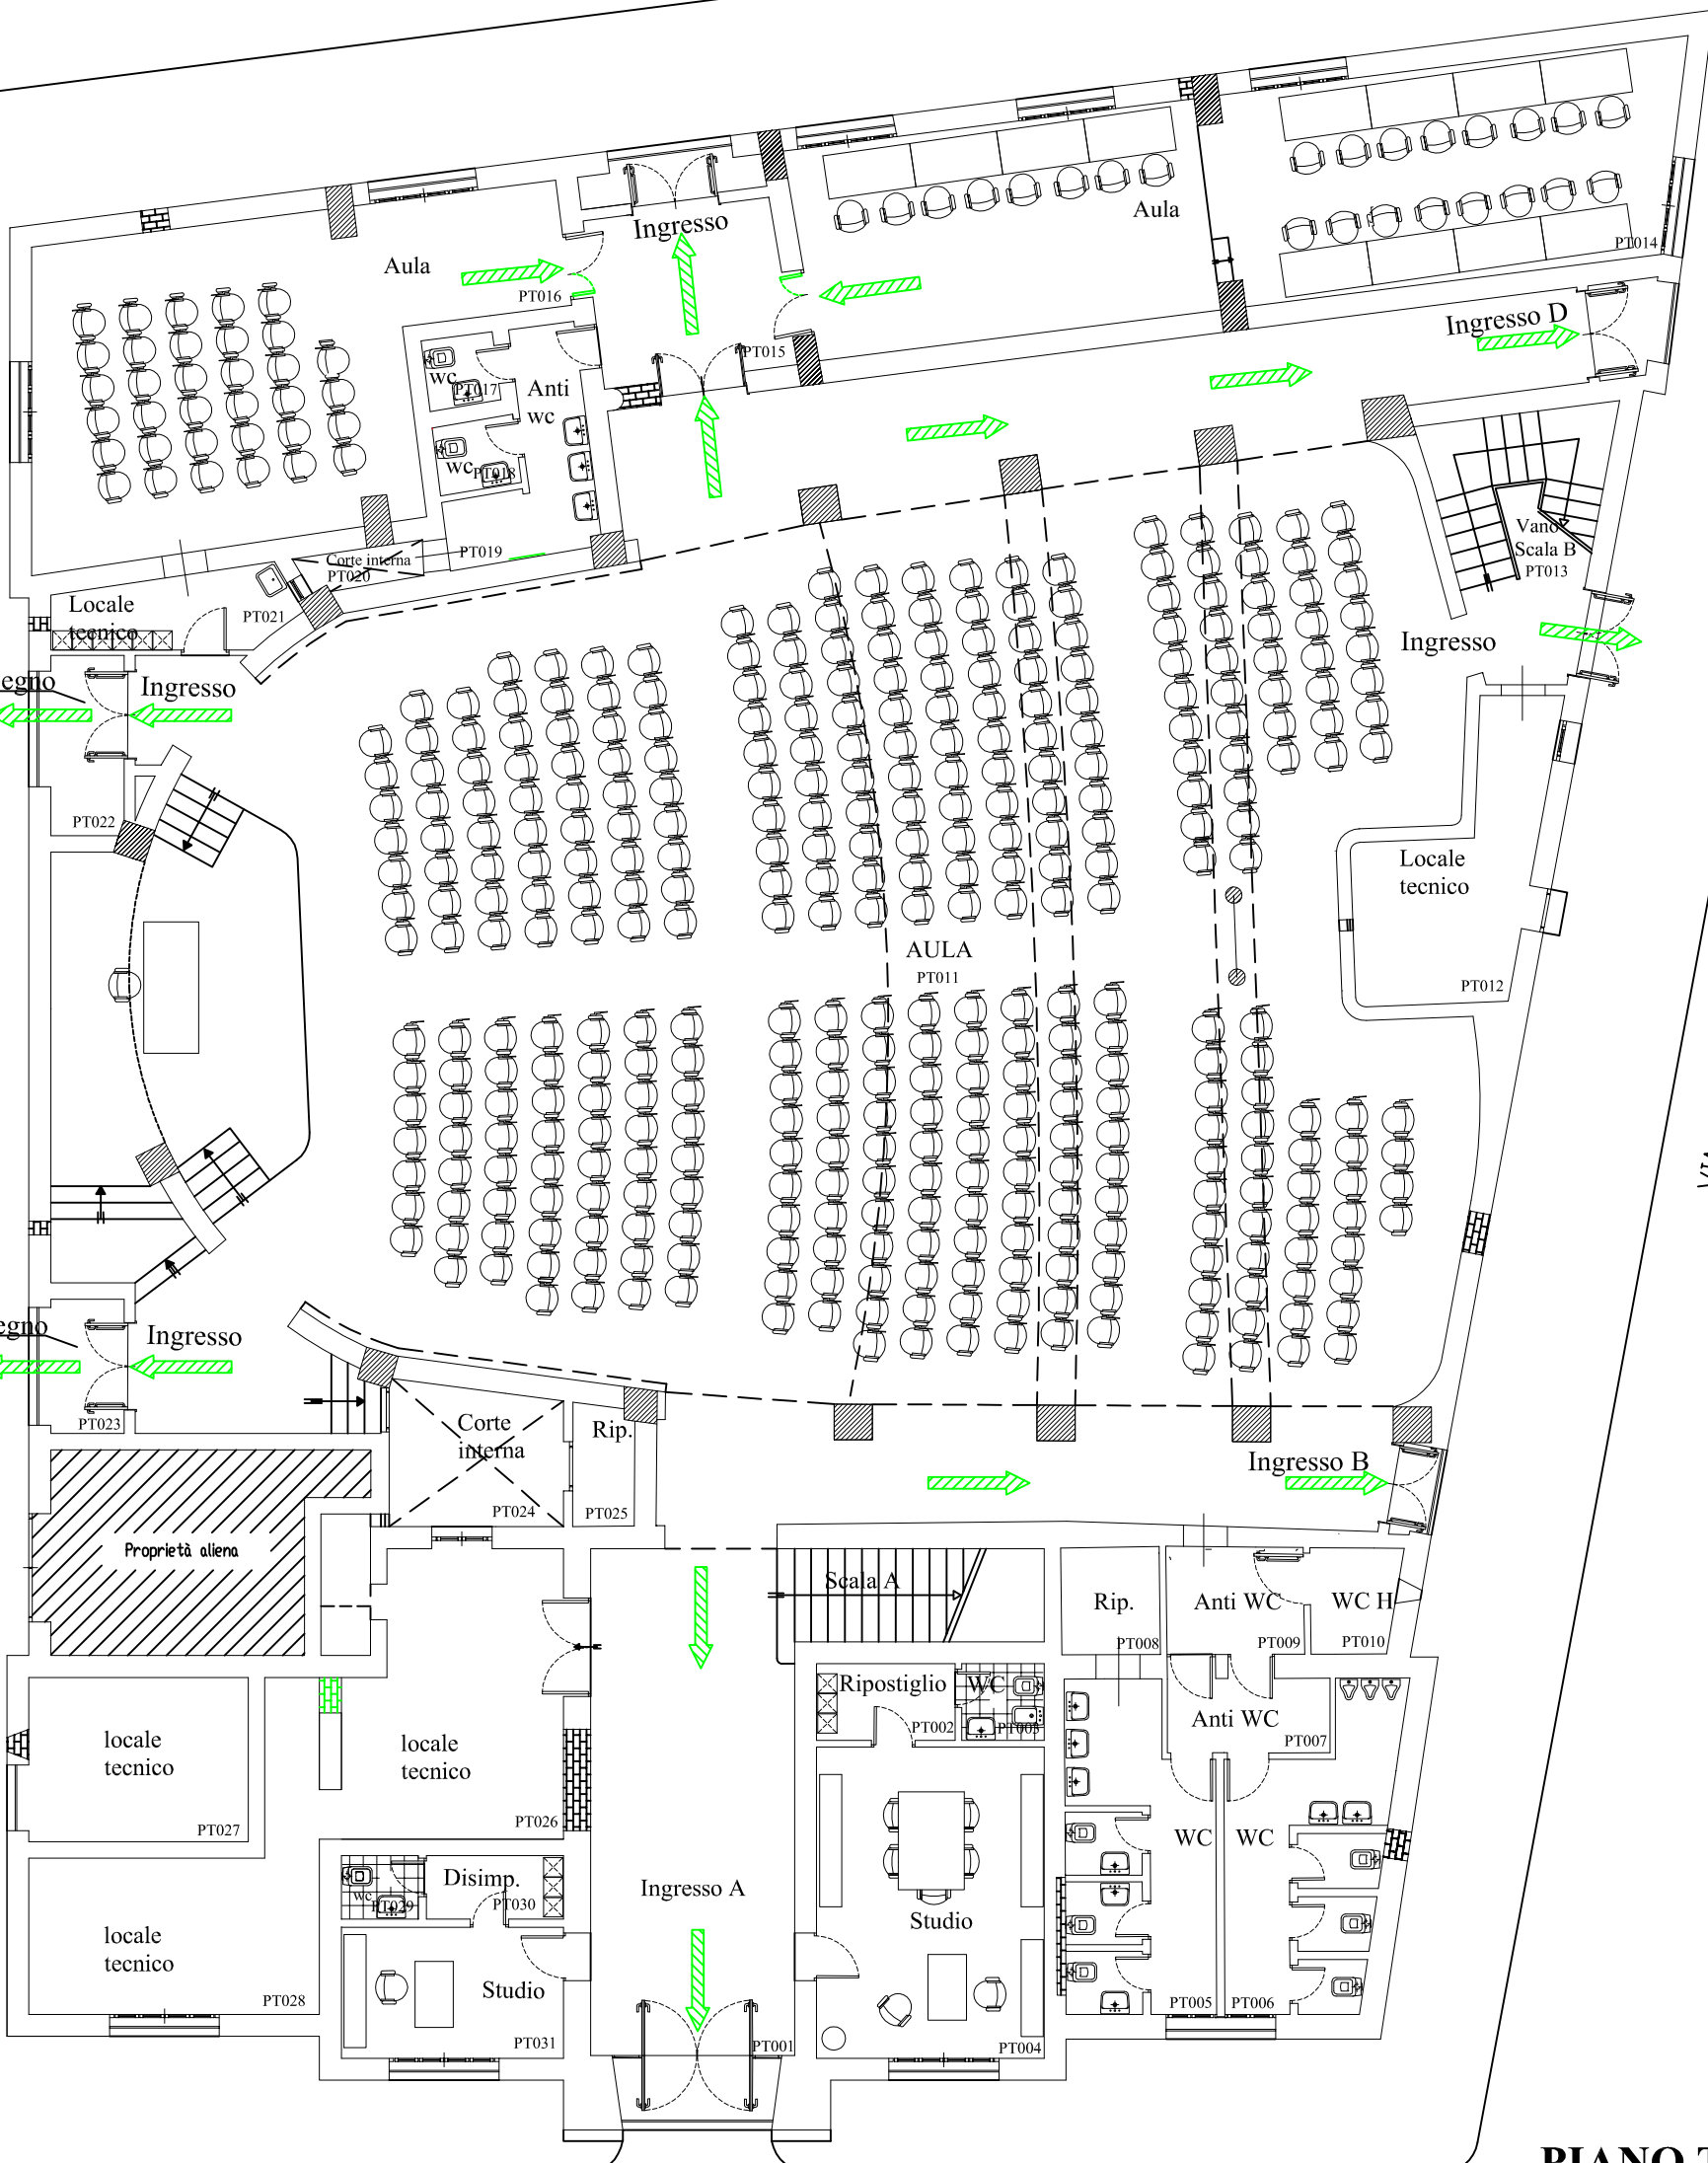 Ingresso
Aula
PT014
Aula
PT016
Ingresso D
PT015
wc
PT017
Anti
wc
wc
PT018
Vano
Scala B
PT013
PT019
Corte interna
PT020
Locale
tecnico
PT021
Ingresso
egno
Ingresso
PT022
Locale
tecnico
AULA
PT011
PT012
egno
Ingresso
PT023
Corte
interna
Rip.
PT024
PT025
Ingresso B
Proprietà aliena
Scala A
Rip.
Anti WC
WC H
PT008
PT009
PT010
Ripostiglio
WC
PT002
PT003
Anti WC
PT007
locale
tecnico
locale
tecnico
PT026
PT027
WC
WC
Disimp.
wc
PT029
PT030
Ingresso A
Studio
locale
tecnico
Studio
PT028
PT005
PT006
PT031
PT001
PT004